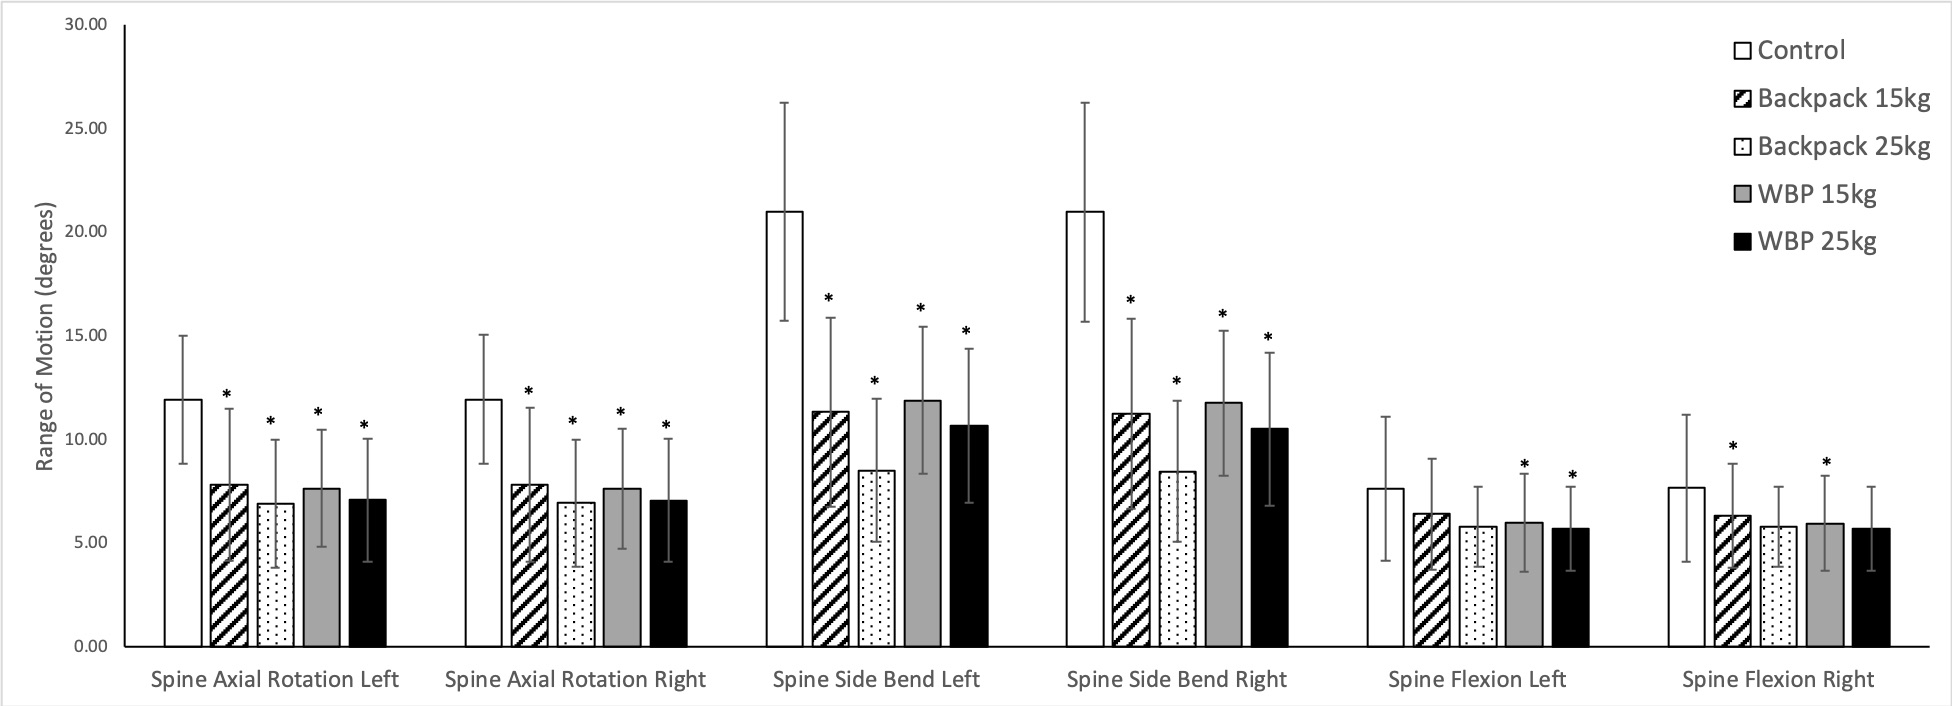 30.00
25.00
20.00
15.00
10.00
5.00
0.00
Range of Motion (degrees)
Control
Backpack 15kg
Backpack 25kg
WBP 15kg
WBP 25kg
* * * *
* * * *
* * * *
* * * *
* *
* *
Spine Axial Rotation Left
Spine Axial Rotation Right
Spine Side Bend Left
Spine Side Bend Right
Spine Flexion Left
Spine Flexion Right